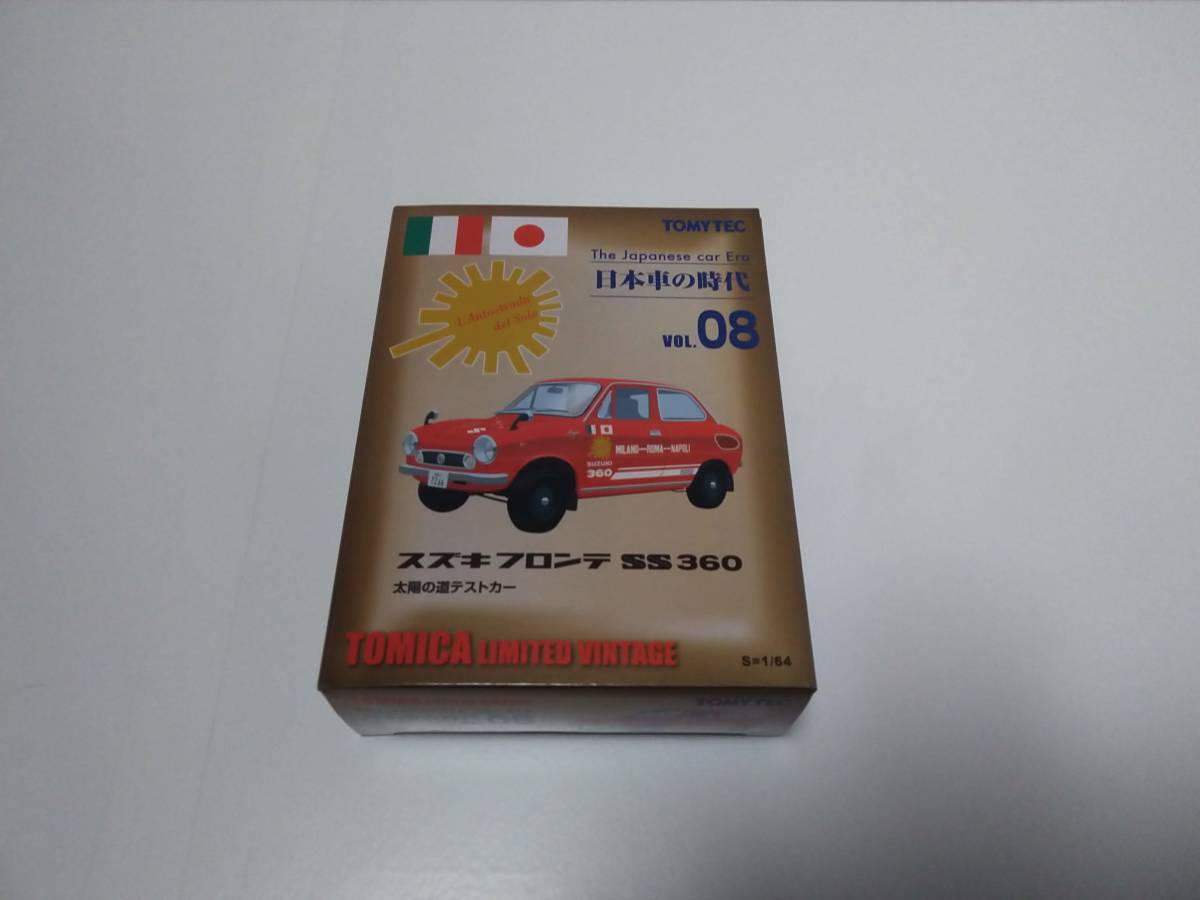 TOMYTEC
The Japanese car Era
日本車の時代
VOL.08
L'Autostrada
del Sole
MILANO-ROMA-NAPOLI
SUZUKI
360
スズキ フロンテ SS 360
太陽の道テストカー
TOMICA LIMITED VINTAGE
S=1/64
TOMYTEC